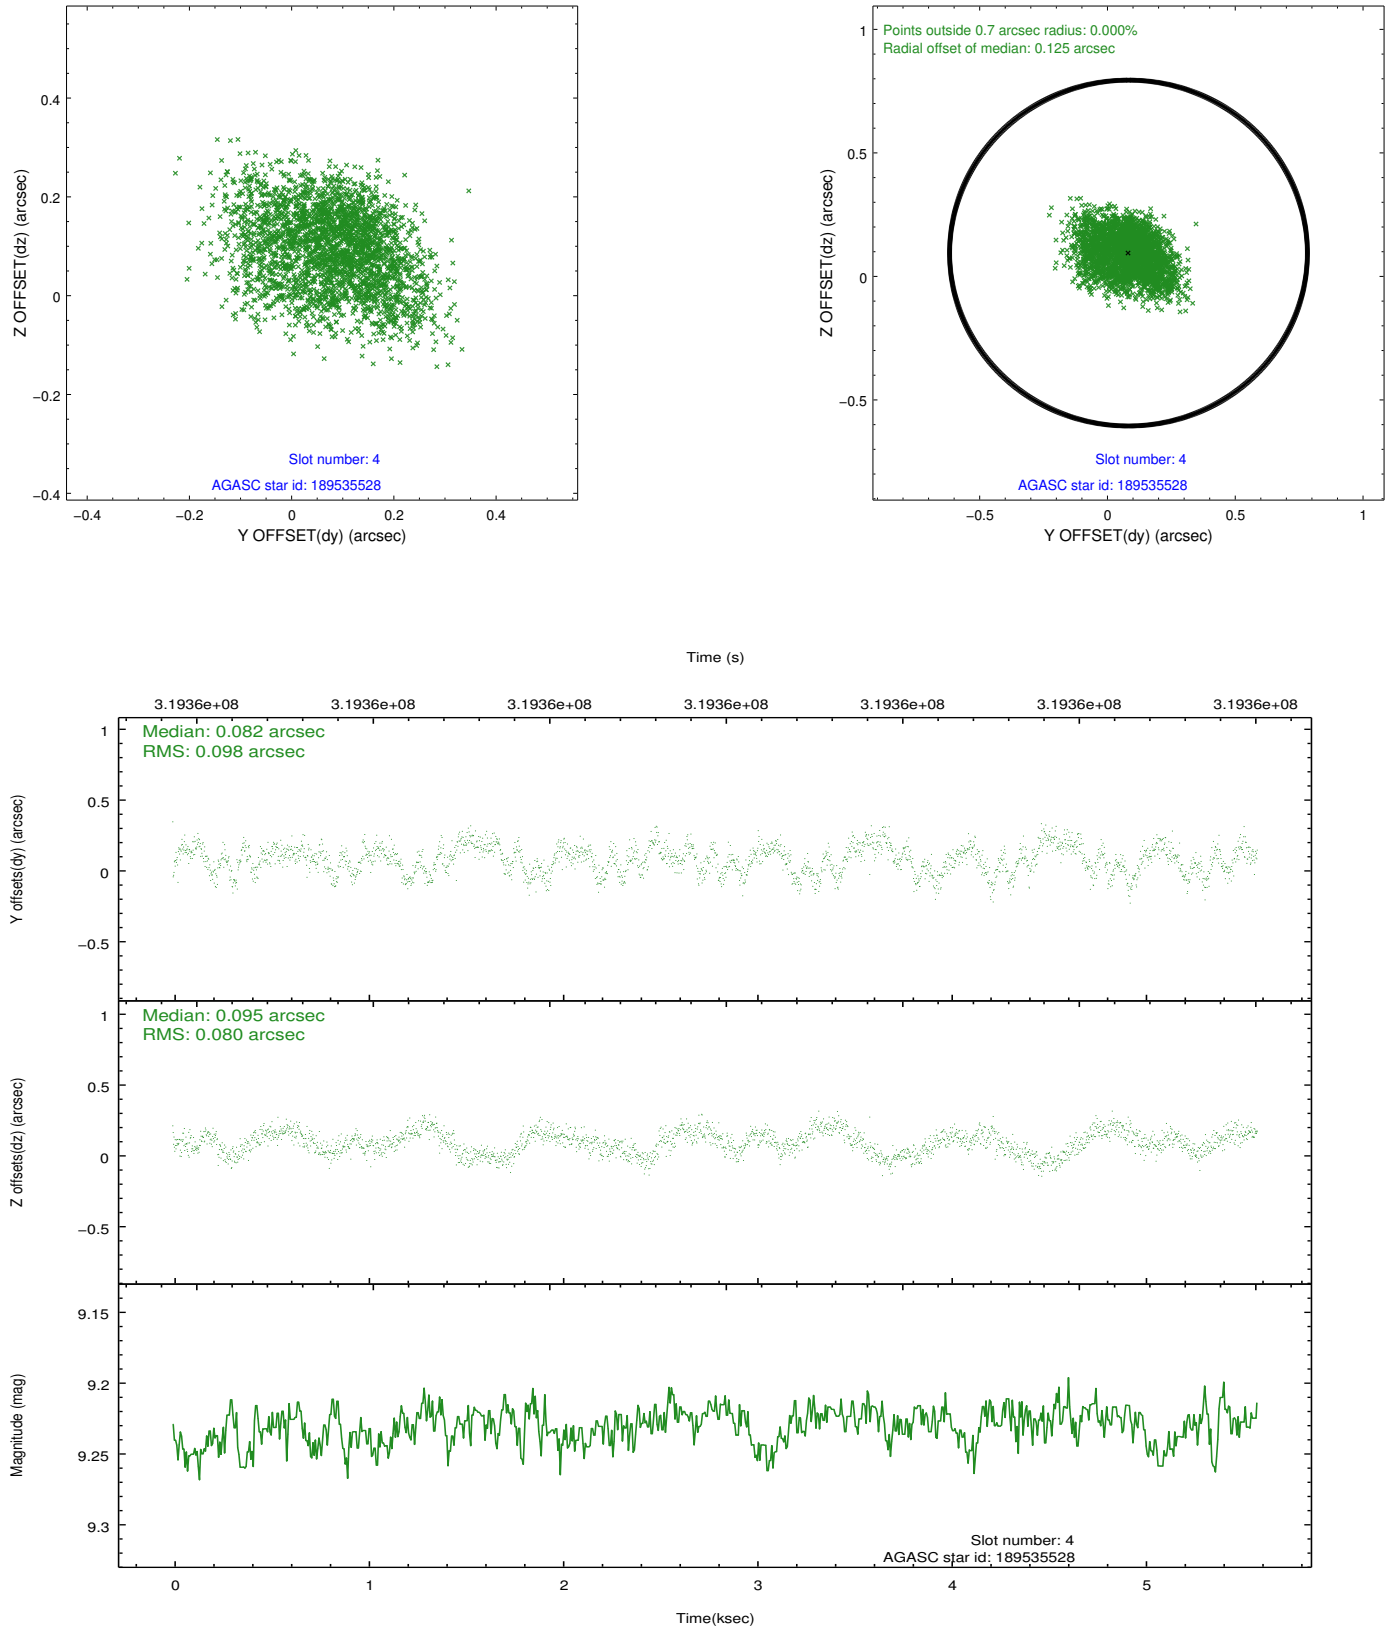 0.4
0.2
0
−0.2
−0.4
−0.4
−0.2
0
0.2
0.4
Z OFFSET(dz) (arcsec)
Y OFFSET(dy) (arcsec)
Slot number: 4
AGASC star id: 189535528
Points outside 0.7 arcsec radius: 0.000%
Radial offset of median: 0.125 arcsec
1
0.5
0
−0.5
−0.5
0
0.5
1
Z OFFSET(dz) (arcsec)
Y OFFSET(dy) (arcsec)
Slot number: 4
AGASC star id: 189535528
Time (s)
3.1936e+08 3.1936e+08 3.1936e+08 3.1936e+08 3.1936e+08 3.1936e+08 3.1936e+08
Median: 0.082 arcsec
RMS: 0.098 arcsec
1
0.5
0
−0.5
Y offsets(dy) (arcsec)
Median: 0.095 arcsec
RMS: 0.080 arcsec
1
0.5
0
−0.5
Z offsets(dz) (arcsec)
9.15
9.2
9.25
9.3
Magnitude (mag)
Slot number: 4
AGASC star id: 189535528
0 1 2 3 4 5
Time(ksec)